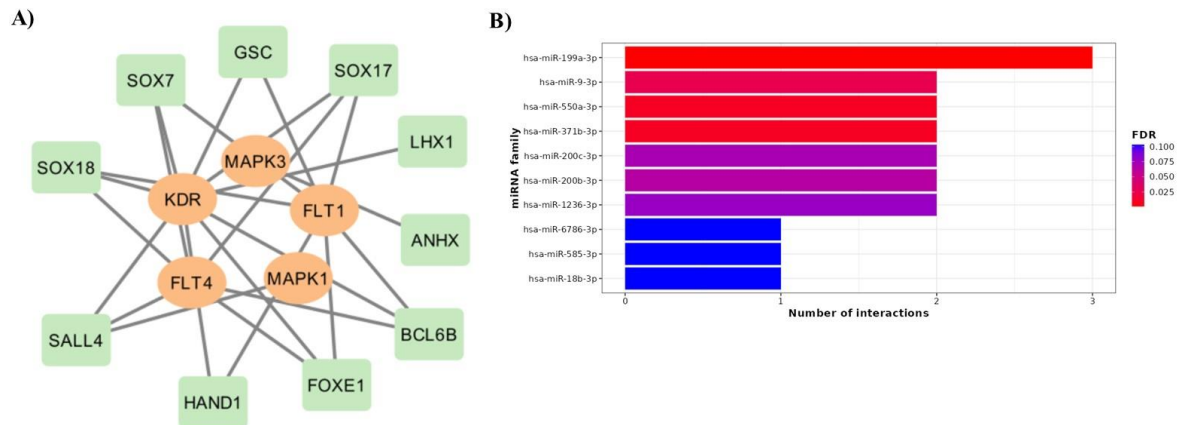 A)
GSC
SOX7
SOX17
MAPK3
LHX1
SOX18
KDR
FLT1
ANHX
FLT4
MAPK1
SALL4
BCL6B
FOXE1
HAND1
B)
miRNA family
hsa-miR-199a-3p
hsa-miR-9-3p
hsa-miR-550a-3p
hsa-miR-371b-3p
hsa-miR-200c-3p
hsa-miR-200b-3p
hsa-miR-1236-3p
hsa-miR-6786-3p
hsa-miR-585-3p
hsa-miR-18b-3p
0 1 2 3
Number of interactions
FDR
0.100
0.075
0.050
0.025